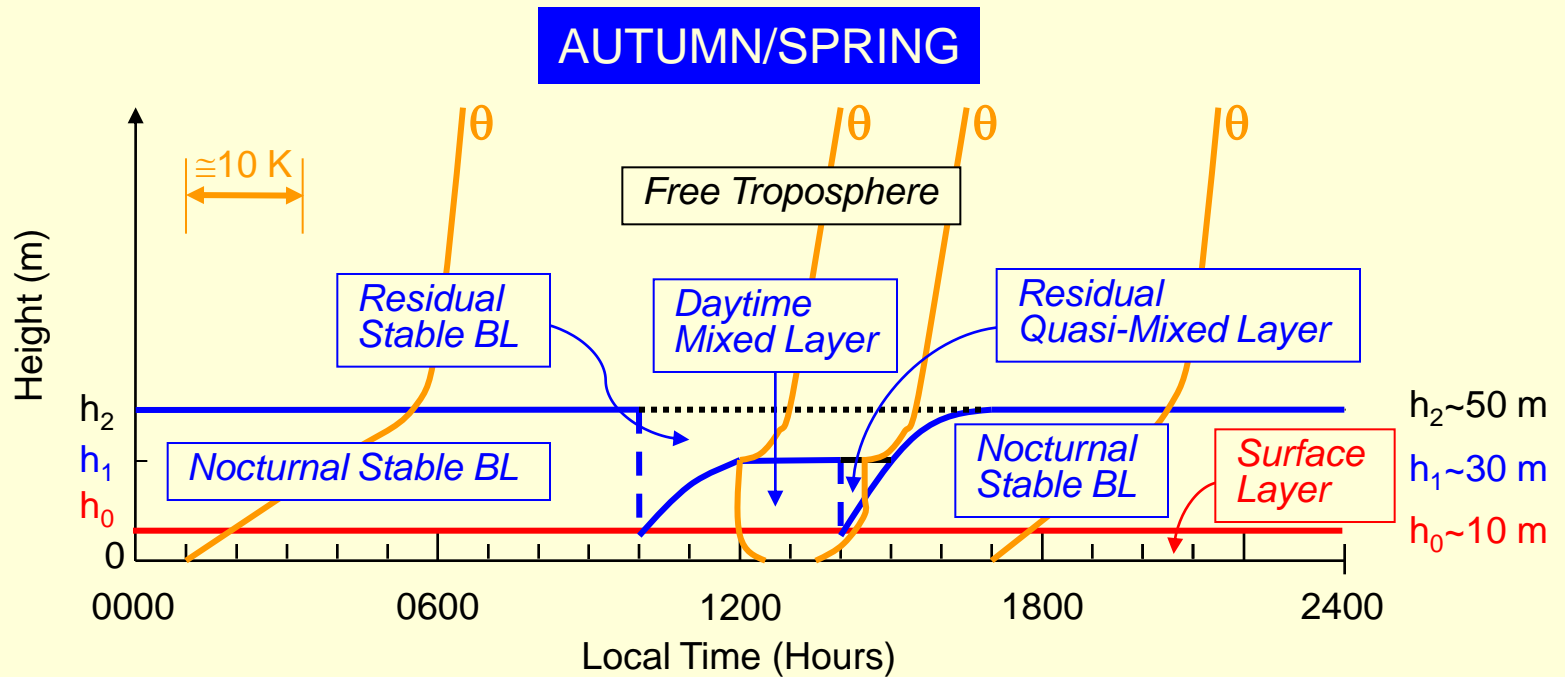 AUTUMN/SPRING
θ
θ
θ
θ
≅10 K
Free Troposphere
Height (m)
Residual
Stable BL
Daytime
Mixed Layer
Residual
Quasi-Mixed Layer
h₂
h₂~50 m
h₁
Nocturnal Stable BL
Nocturnal
Stable BL
Surface
Layer
h₁~30 m
h₀
h₀~10 m
0
0000
0600
1200
1800
2400
Local Time (Hours)